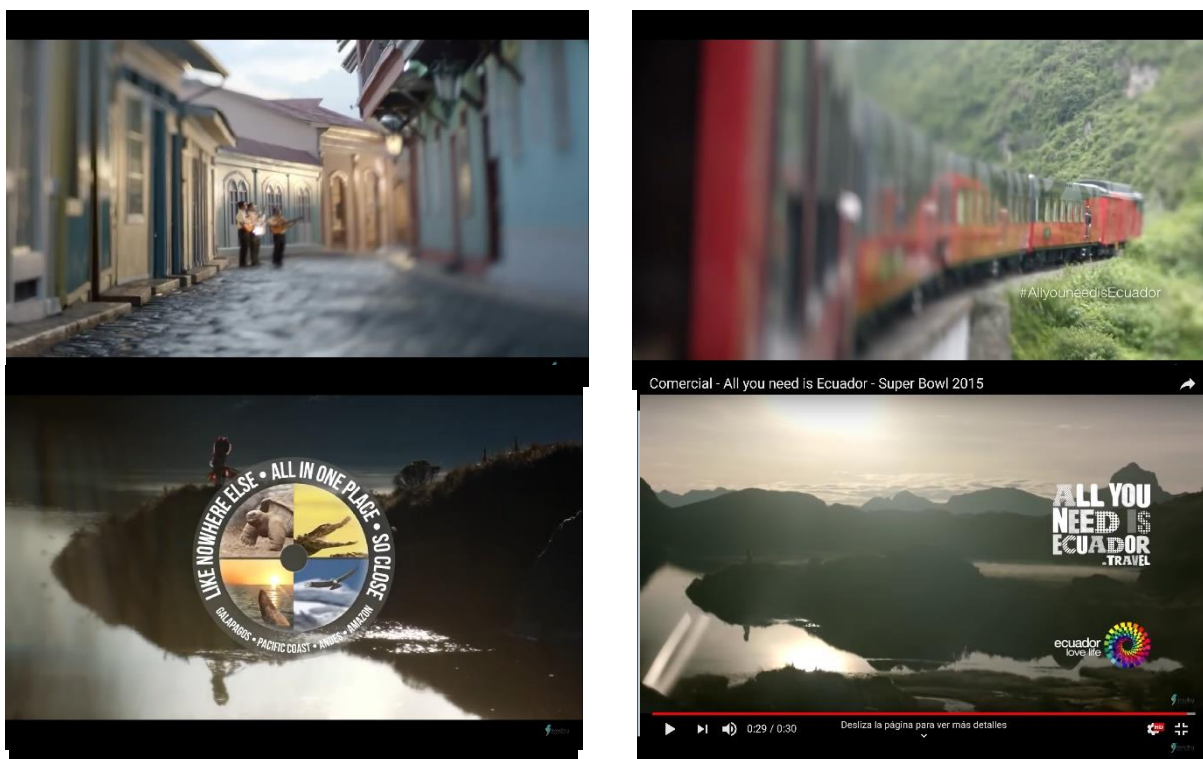 #AllyouneedisEcuador
Comercial - All you need is Ecuador - Super Bowl 2015
LIKE NOWHERE ELSE • ALL IN ONE PLACE • SO CLOSE
GALAPAGOS • PACIFIC COAST • ANDES • AMAZON
ALL YOU
NEED IS
ECUADOR
.TRAVEL
ecuador
love life
0:29 / 0:30
Desliza la página para ver más detalles
HD